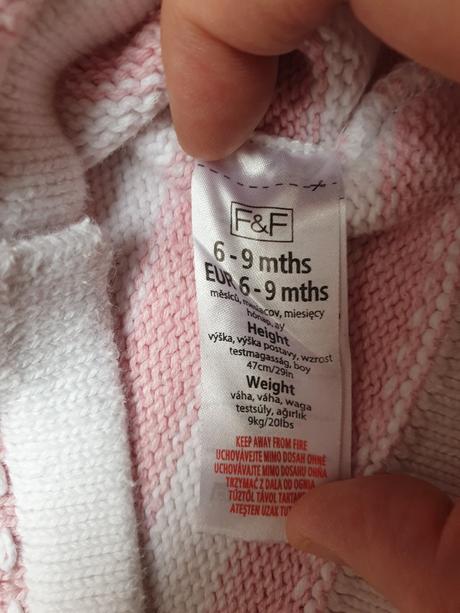 F&F
6 - 9 mths
EUR 6 - 9 mths
měsíců, mesiacov, miesięcy
hónap, ay
Height
výška, výška postavy, wzrost
testmagasság, boy
47cm/29in
Weight
váha, váha, waga
testsúly, ağırlık
9kg/20lbs
KEEP AWAY FROM FIRE
UCHOVÁVEJTE MIMO DOSAH OHNĚ
UCHOVÁVAJTE MIMO DOSAHU OHŇA
TRZYMAĆ Z DALA OD OGNIA
TŰZTŐL TÁVOL
ATEŞTEN UZAK